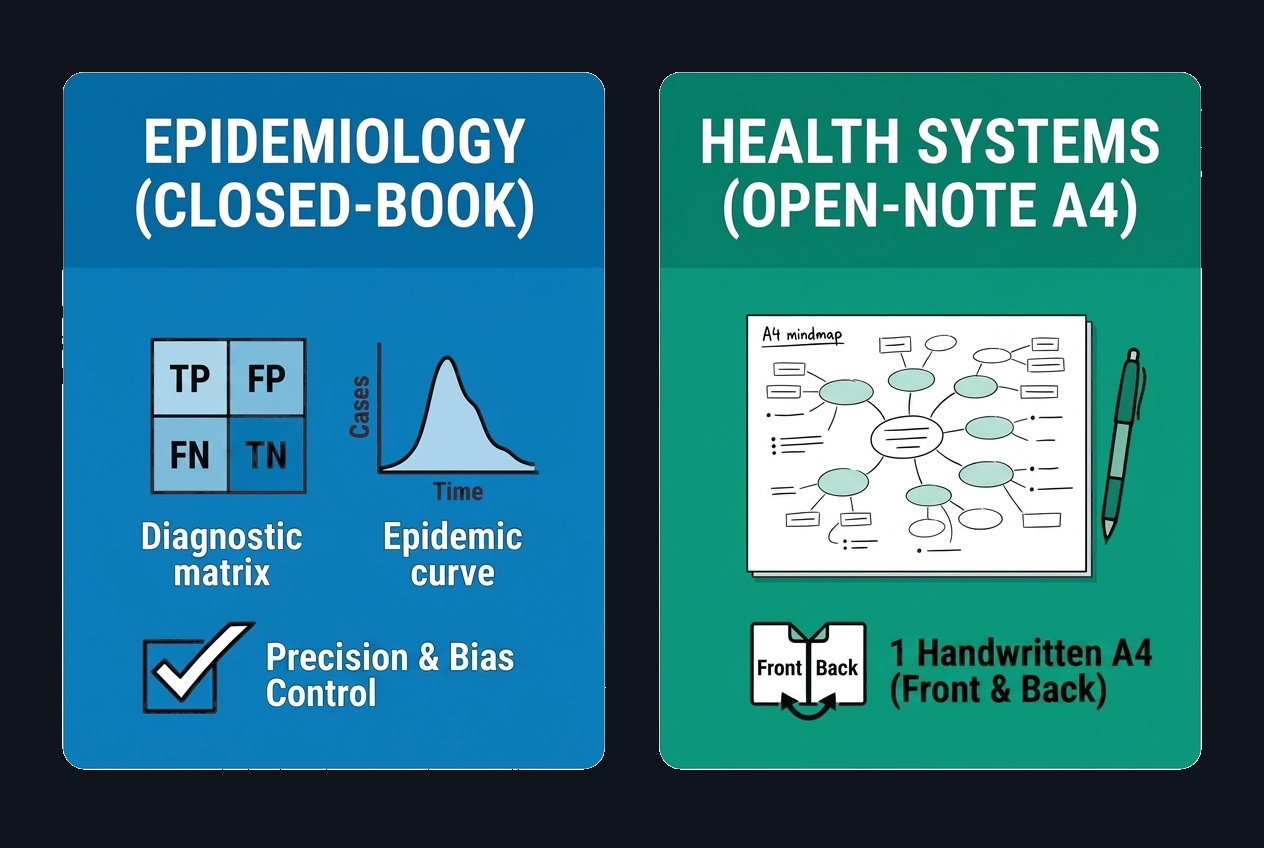 EPIDEMIOLOGY
(CLOSED-BOOK)
TP
FP
FN
TN
Cases
Time
Diagnostic
matrix
Epidemic
curve
Precision & Bias
Control
HEALTH SYSTEMS
(OPEN-NOTE A4)
A4 mindmap
Front
Back
1 Handwritten A4
(Front & Back)